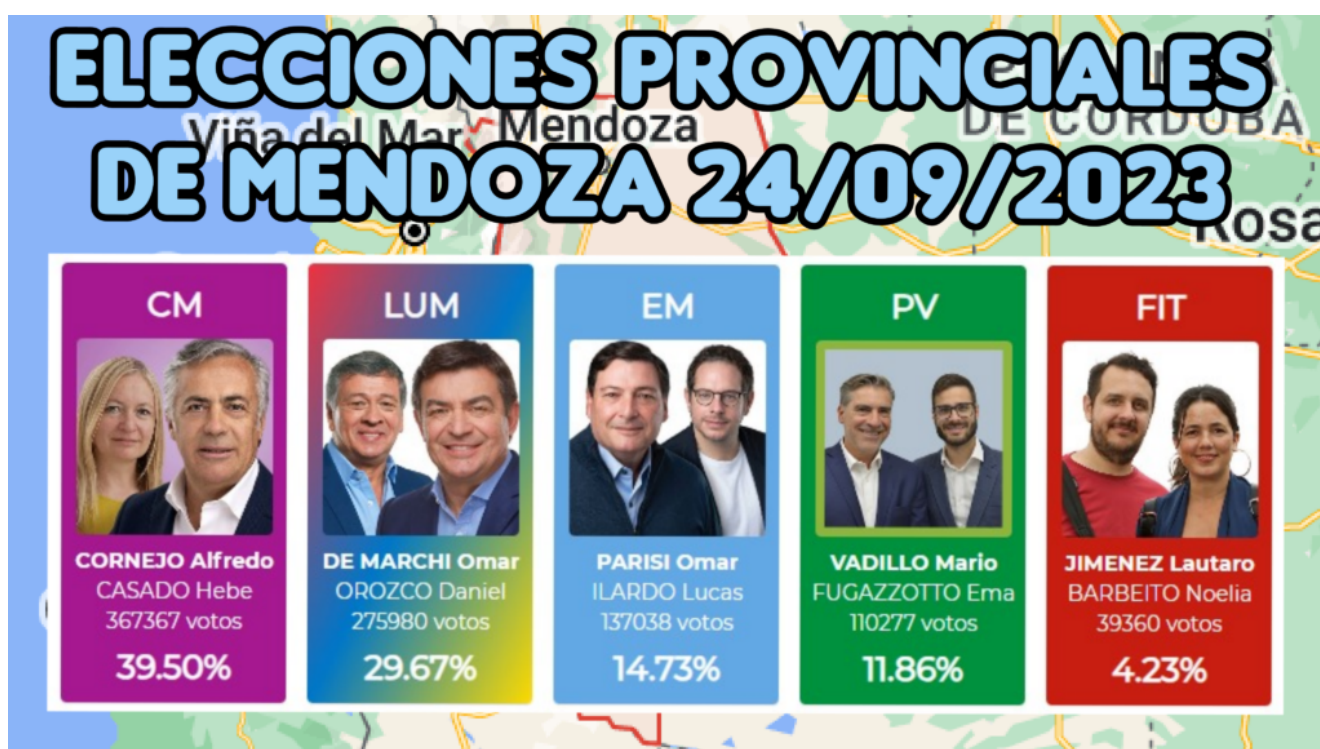 ELECCIONES PROVINCIALES
DE MENDOZA 24/09/2023
Viña del Mar
Mendoza
DE CÓRDOBA
CM
CORNEJO Alfredo
CASADO Hebe
367367 votos
39.50%
LUM
DE MARCHI Omar
OROZCO Daniel
275980 votos
29.67%
EM
PARISI Omar
ILARDO Lucas
137038 votos
14.73%
PV
VADILLO Mario
FUGAZZOTTO Ema
110277 votos
11.86%
FIT
JIMENEZ Lautaro
BARBEITO Noelia
39360 votos
4.23%